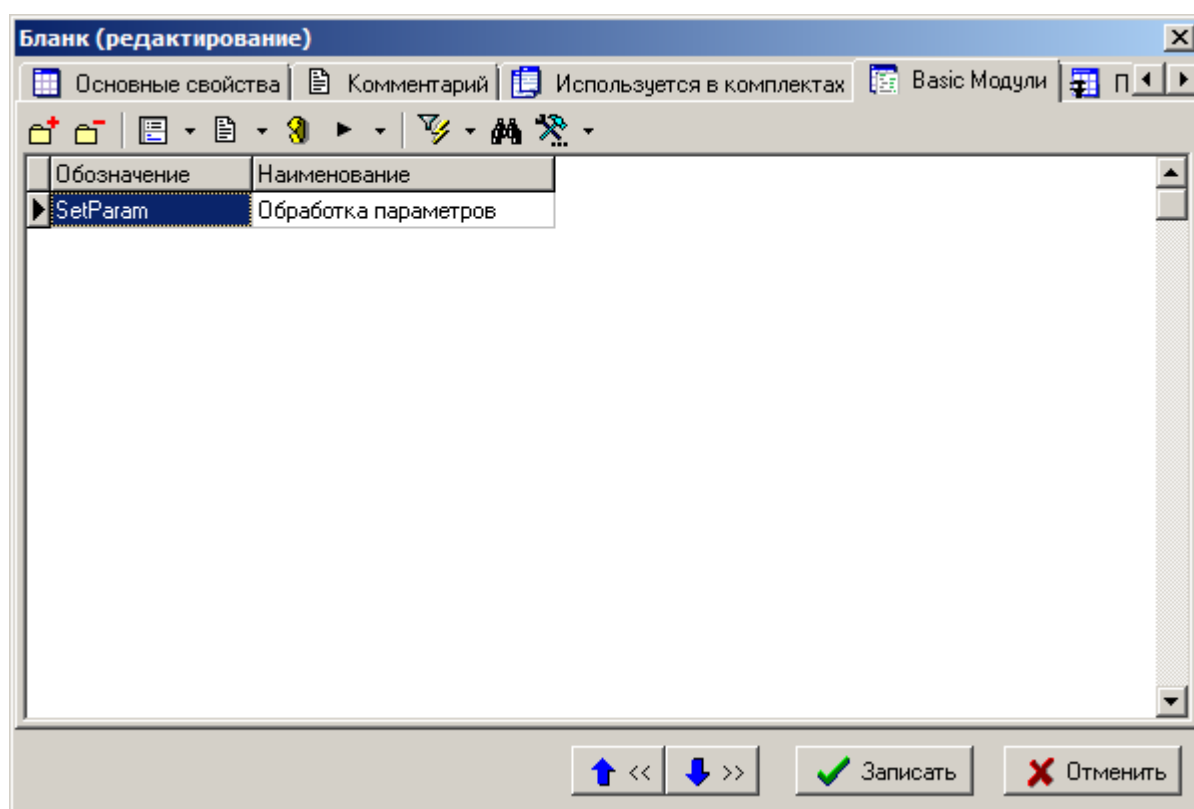 Бланк (редактирование)
Основные свойства Комментарий Используется в комплектах Basic Модули П
Обозначение Наименование
SetParam Обработка параметров
<< >> Записать Отменить